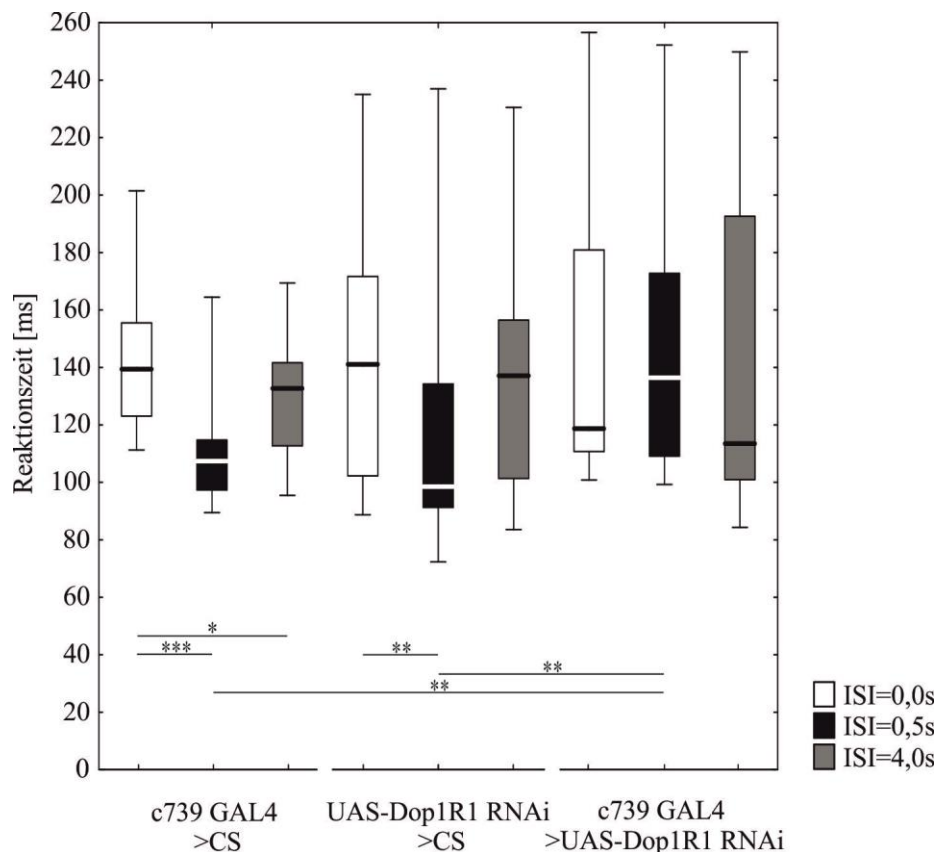 260
240
220
200
180
160
140
120
100
80
60
40
20
0
Reaktionszeit [ms]
*
***
**
**
**
ISI=0,0s
ISI=0,5s
ISI=4,0s
c739 GAL4
>CS
UAS-Dop1R1 RNAi
>CS
c739 GAL4
>UAS-Dop1R1 RNAi